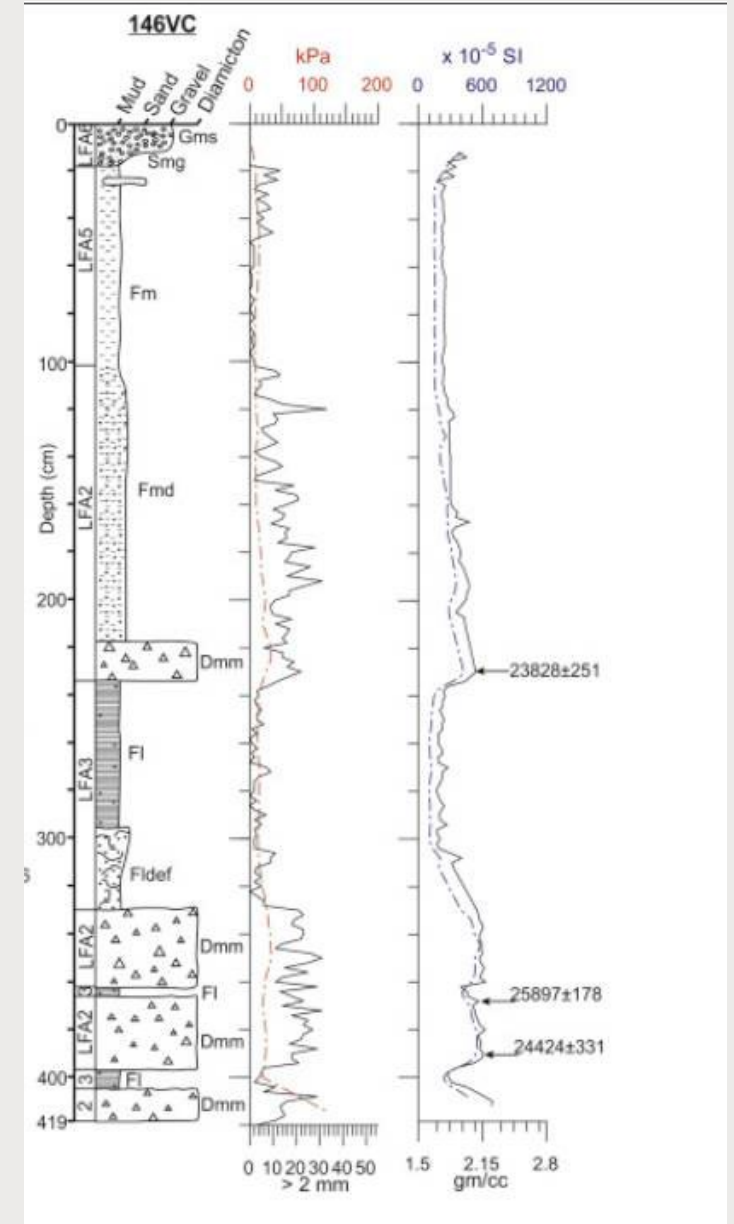 146VC
Mud
Sand
Gravel
Diamicton
kPa
0 100 200
x 10-5 SI
0 600 1200
Depth (cm)
0
100
200
300
400
419
LFA6
LFA5
LFA2
LFA3
LFA2
3
LFA2
3
2
Gms
Smg
Fm
Fmd
Dmm
Fl
Fldef
Dmm
Fl
Dmm
Fl
Dmm
23828±251
25897±178
24424±331
0 10 20 30 40 50
> 2 mm
1.5 2.15 2.8
gm/cc